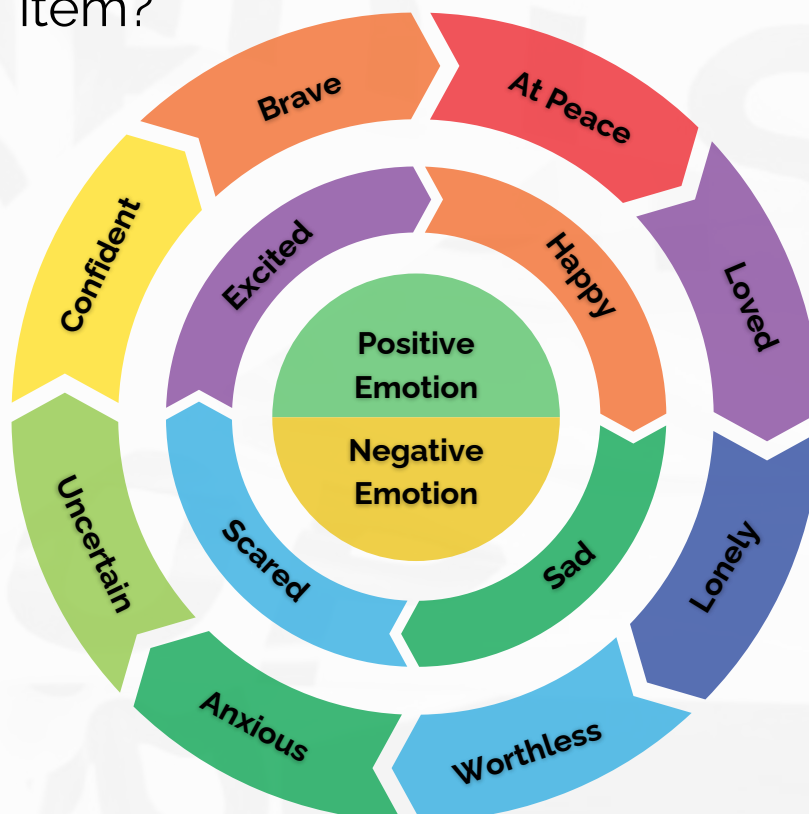 item?
Brave
At Peace
Confident
Excited
Happy
Loved
Positive
Emotion
Negative
Emotion
Uncertain
Scared
Sad
Lonely
Anxious
Worthless